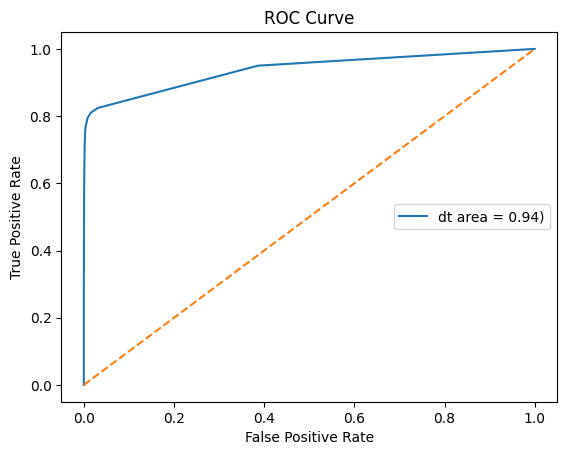 ROC Curve
1.0
0.8
0.6
0.4
0.2
0.0
True Positive Rate
dt area = 0.94)
0.0 0.2 0.4 0.6 0.8 1.0
False Positive Rate